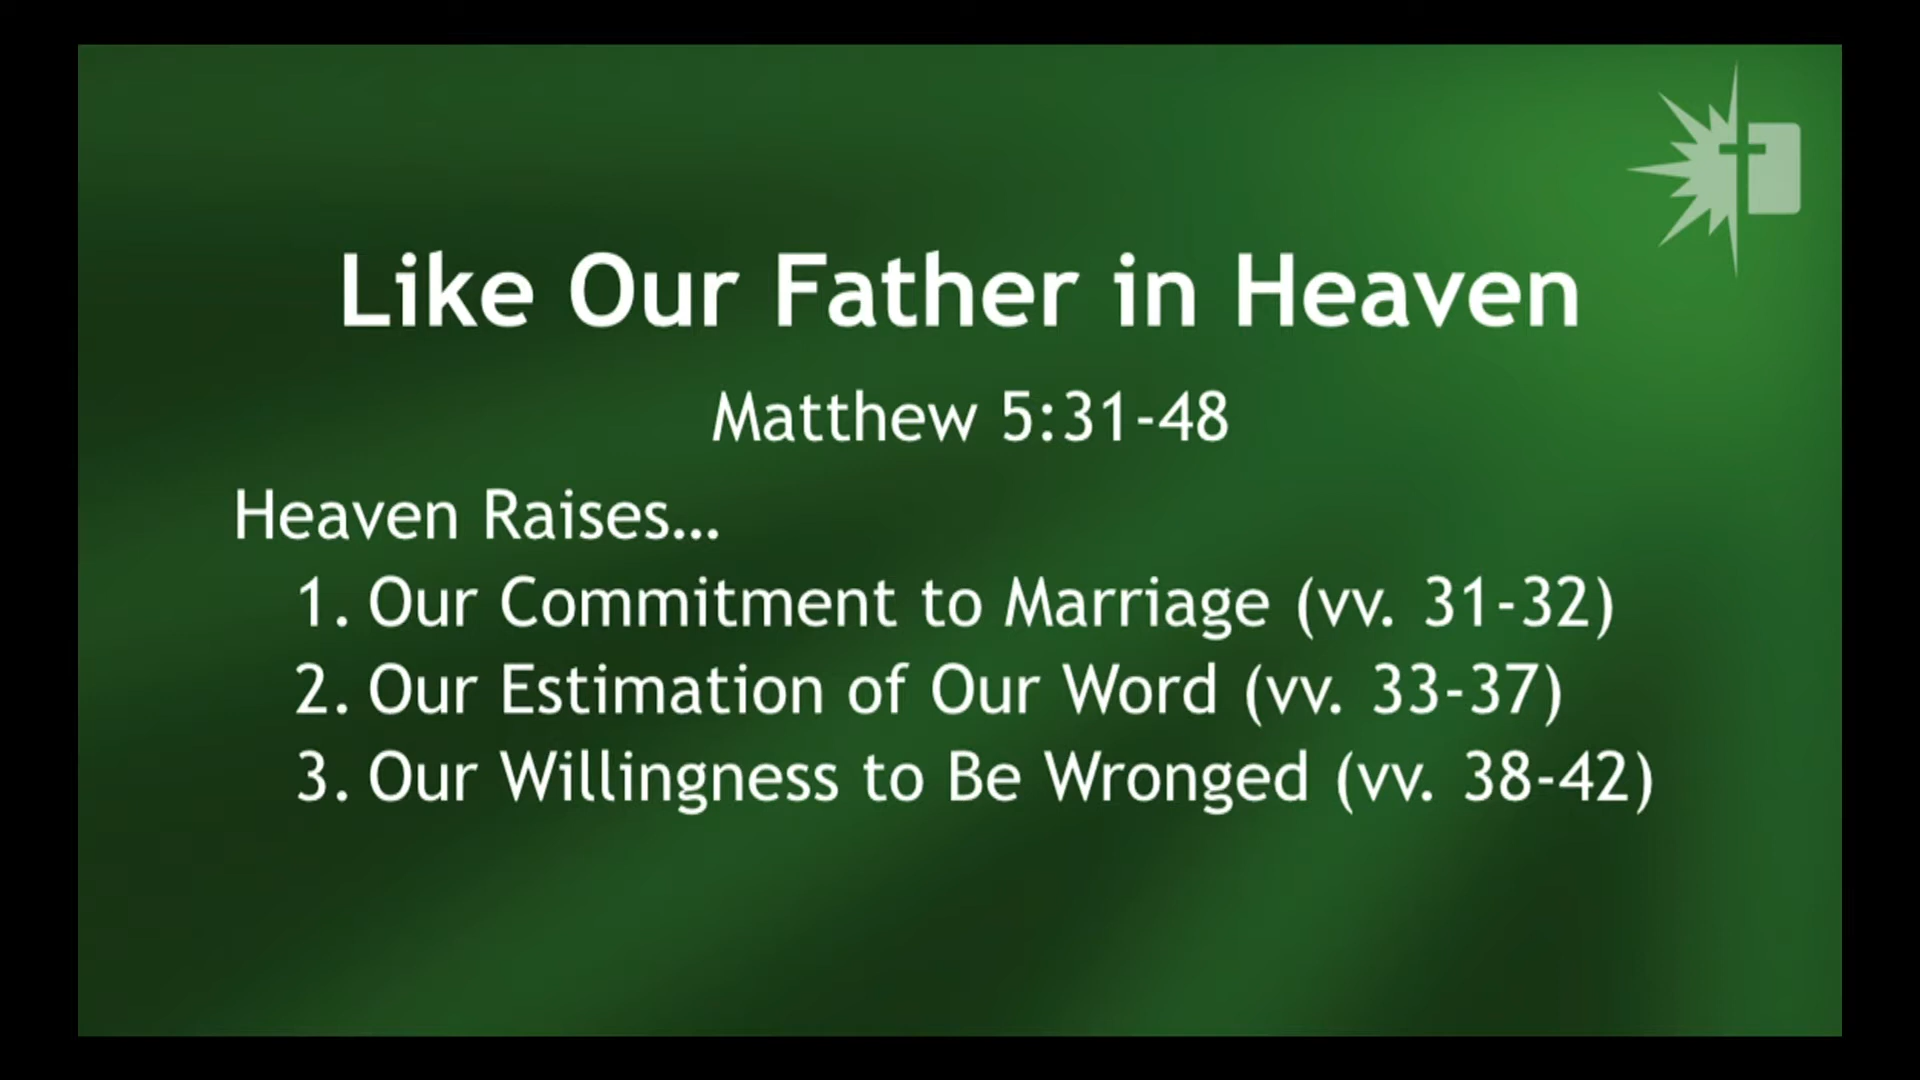 Like Our Father in Heaven
Matthew 5:31-48
Heaven Raises...
1. Our Commitment to Marriage (vv. 31-32)
2. Our Estimation of Our Word (vv. 33-37)
3. Our Willingness to Be Wronged (vv. 38-42)